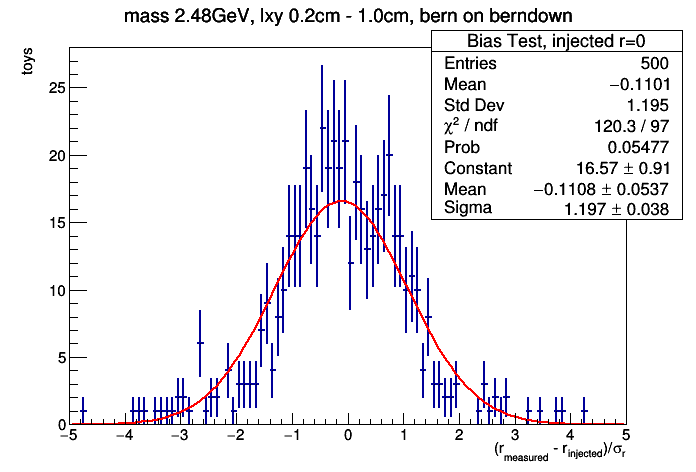 mass 2.48GeV, lxy 0.2cm - 1.0cm, bern on berndown
Bias Test, injected r=0
Entries 500
Mean −0.1101
Std Dev 1.195
χ² / ndf 120.3 / 97
Prob 0.05477
Constant 16.57 ± 0.91
Mean −0.1108 ± 0.0537
Sigma 1.197 ± 0.038
toys
25
20
15
10
5
0
−5 −4 −3 −2 −1 0 1 2 3 4 5
(r_measured - r_injected)/σ_r